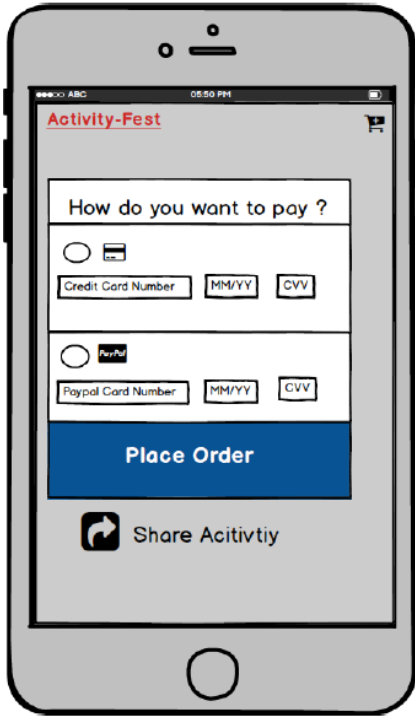 ABC 05:50 PM
Activity-Fest
How do you want to pay ?
Credit Card Number MM/YY CVV
PayPal
Paypal Card Number MM/YY CVV
Place Order
Share Acitivtiy